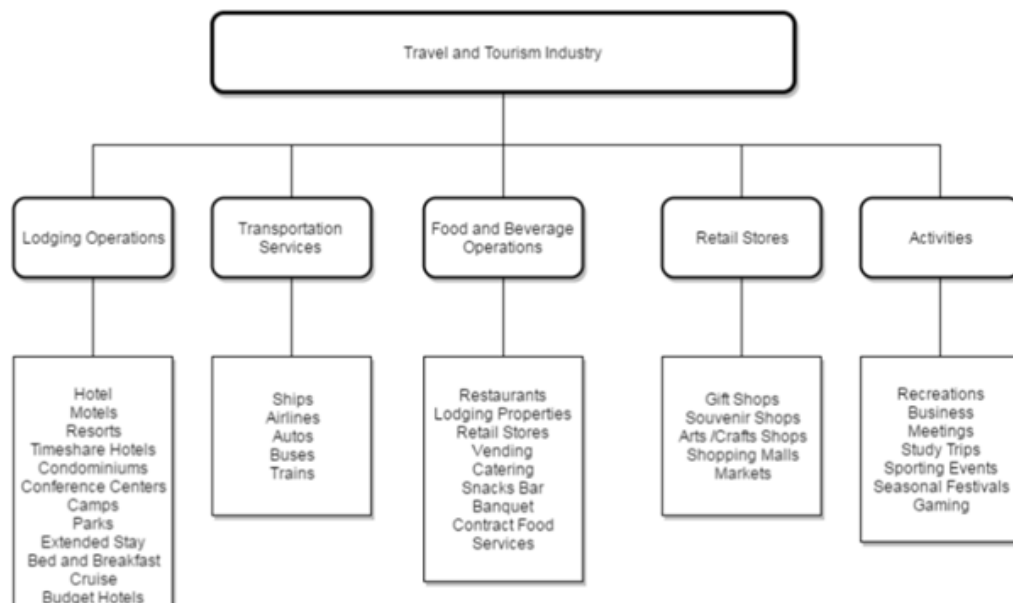 Travel and Tourism Industry
Lodging Operations
Transportation
Services
Food and Beverage
Operations
Retail Stores
Activities
Hotel
Motels
Resorts
Timeshare Hotels
Condominiums
Conference Centers
Camps
Parks
Extended Stay
Bed and Breakfast
Cruise
Budget Hotels
Ships
Airlines
Autos
Buses
Trains
Restaurants
Lodging Properties
Retail Stores
Vending
Catering
Snacks Bar
Banquet
Contract Food
Services
Gift Shops
Souvenir Shops
Arts /Crafts Shops
Shopping Malls
Markets
Recreations
Business
Meetings
Study Trips
Sporting Events
Seasonal Festivals
Gaming